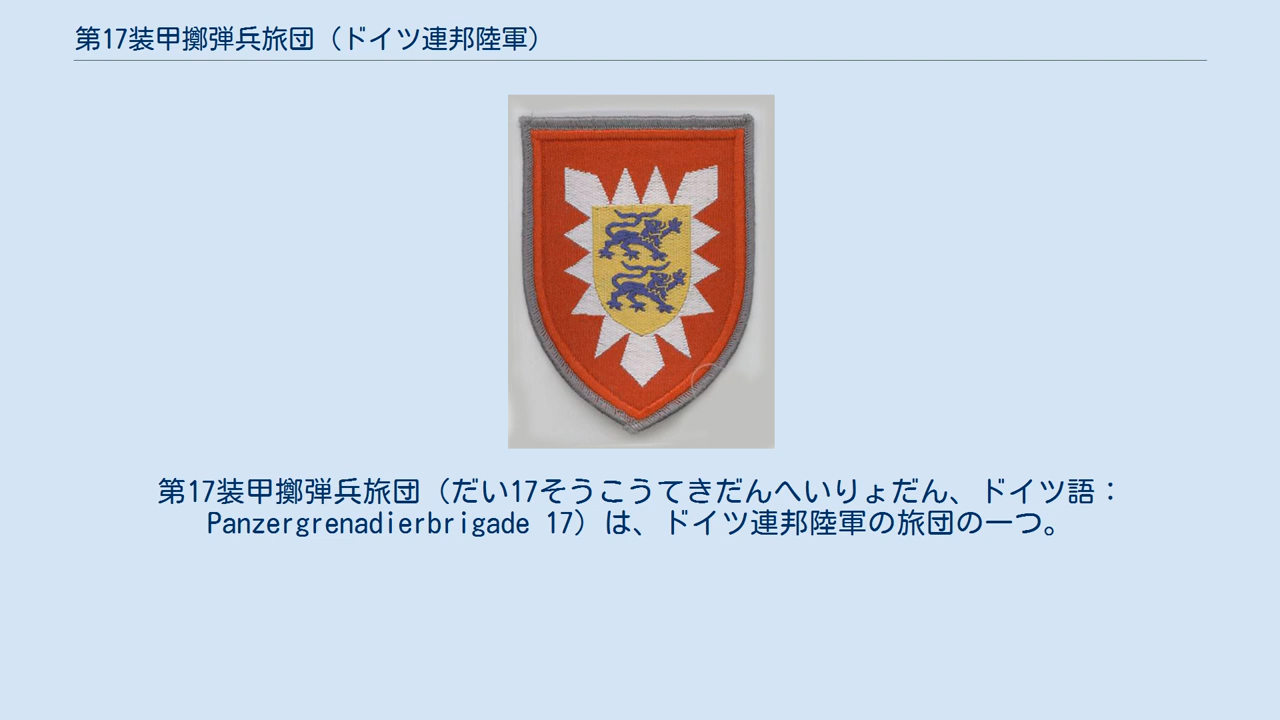 第17装甲擲弾兵旅団（ドイツ連邦陸軍）
第17装甲擲弾兵旅団（だい17そうこうてきだんへいりょだん、ドイツ語：
Panzergrenadierbrigade 17）は、ドイツ連邦陸軍の旅団の一つ。